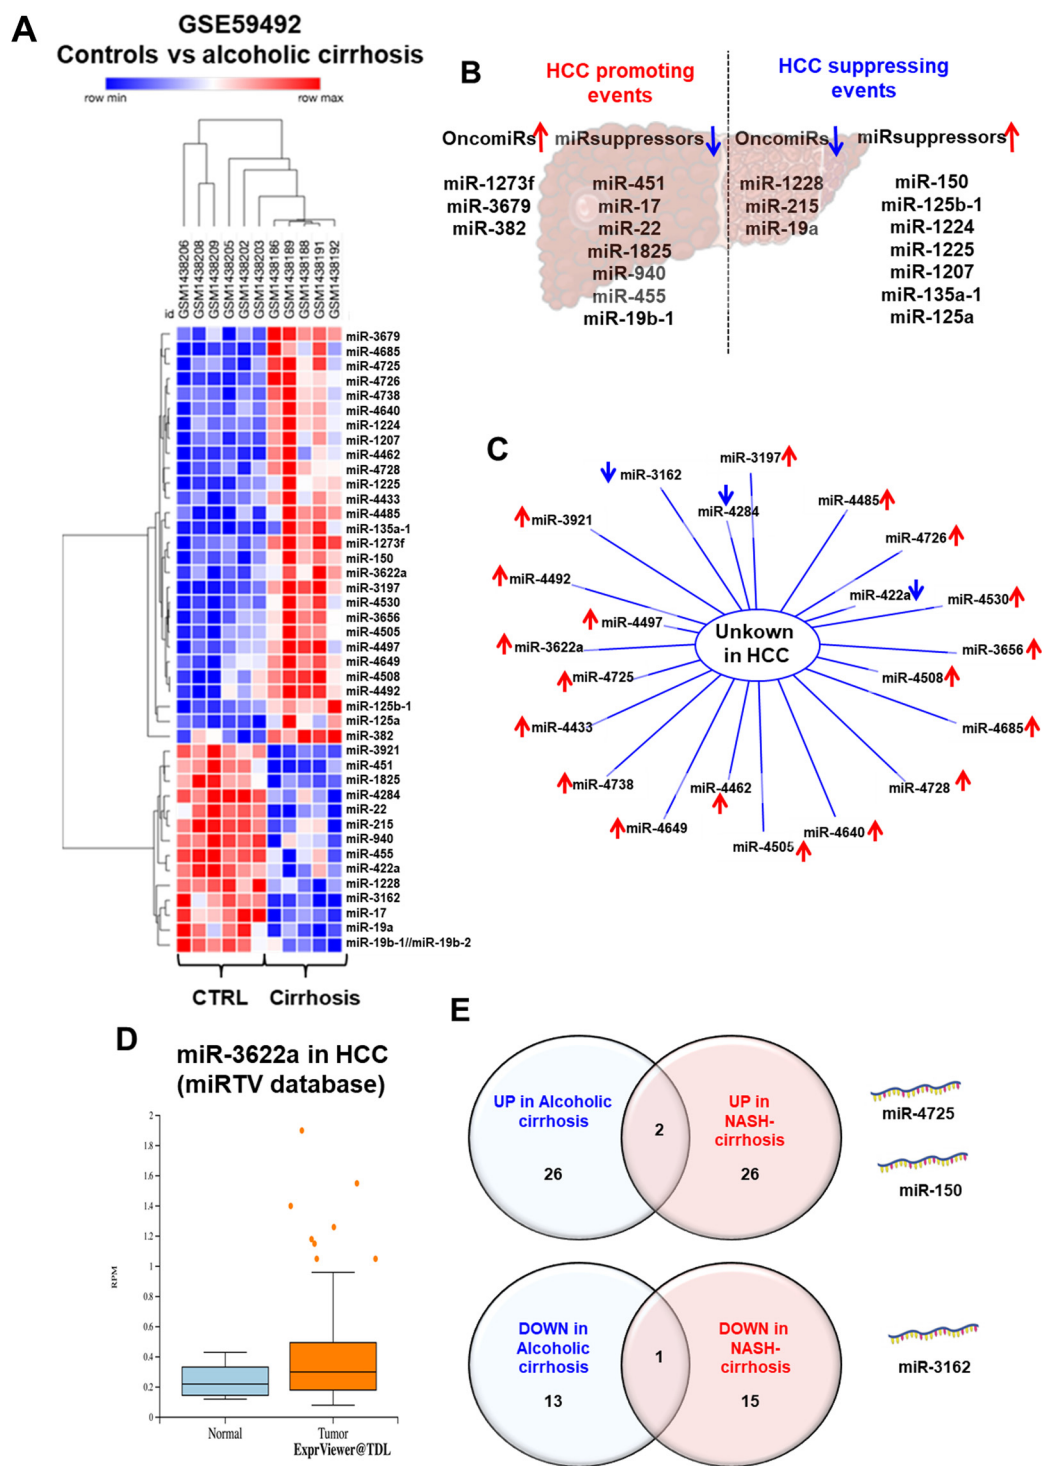 A
GSE59492
Controls vs alcoholic cirrhosis
row min
row max
id
GSM1438206
GSM1438208
GSM1438209
GSM1438205
GSM1438202
GSM1438203
GSM1438186
GSM1438189
GSM1438188
GSM1438191
GSM1438192
miR-3679
miR-4685
miR-4725
miR-4726
miR-4738
miR-4640
miR-1224
miR-1207
miR-4462
miR-4728
miR-1225
miR-4433
miR-4485
miR-135a-1
miR-1273f
miR-150
miR-3622a
miR-3197
miR-4530
miR-3656
miR-4505
miR-4497
miR-4649
miR-4508
miR-4492
miR-125b-1
miR-125a
miR-382
miR-3921
miR-451
miR-1825
miR-4284
miR-22
miR-215
miR-940
miR-455
miR-422a
miR-1228
miR-3162
miR-17
miR-19a
miR-19b-1//miR-19b-2
CTRL
Cirrhosis
B
HCC promoting
events
HCC suppressing
events
OncomiRs
miRsuppressors
OncomiRs
miRsuppressors
miR-1273f
miR-3679
miR-382
miR-451
miR-17
miR-22
miR-1825
miR-940
miR-455
miR-19b-1
miR-1228
miR-215
miR-19a
miR-150
miR-125b-1
miR-1224
miR-1225
miR-1207
miR-135a-1
miR-125a
C
miR-3197
miR-3162
miR-4284
miR-4485
miR-3921
miR-4726
miR-4492
miR-422a
miR-4530
miR-4497
Unkown
in HCC
miR-3622a
miR-3656
miR-4725
miR-4508
miR-4433
miR-4685
miR-4738
miR-4462
miR-4728
miR-4649
miR-4640
miR-4505
D
miR-3622a in HCC
(miRTV database)
2
1.8
1.6
1.4
1.2
1
0.8
0.6
0.4
0.2
0
RPM
Normal
Tumor
ExprViewer@TDL
E
UP in Alcoholic
cirrhosis
26
2
UP in
NASH-
cirrhosis
26
miR-4725
miR-150
DOWN in
Alcoholic
cirrhosis
13
1
DOWN in
NASH-
cirrhosis
15
miR-3162